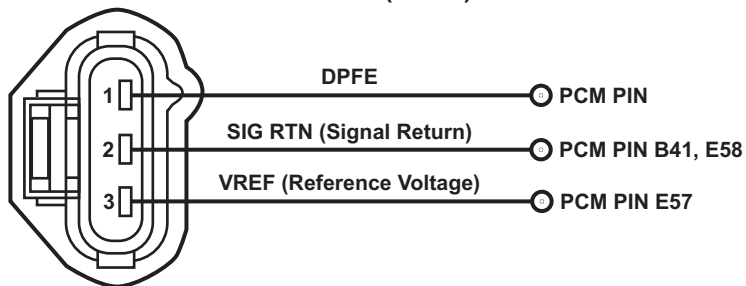 1 DPFE PCM PIN
2 SIG RTN (Signal Return) PCM PIN B41, E58
3 VREF (Reference Voltage) PCM PIN E57